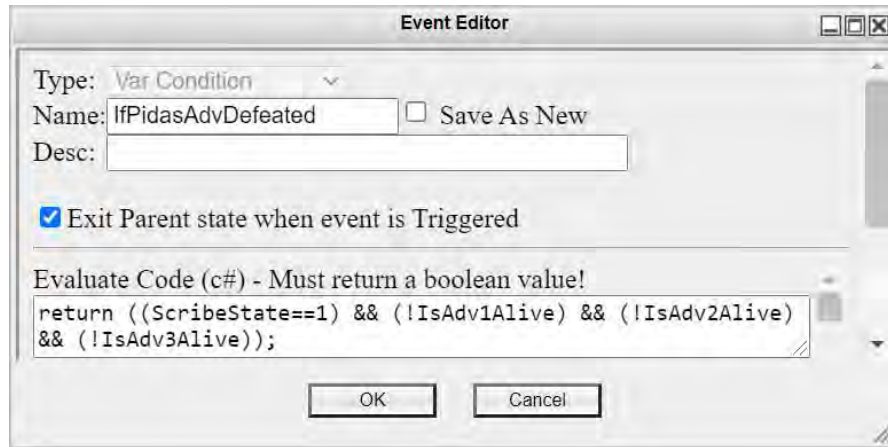 Event Editor
Type: Var Condition
Name: IfPidasAdvDefeated Save As New
Desc:
Exit Parent state when event is Triggered
Evaluate Code (c#) - Must return a boolean value!
return ((ScribeState==1) && (!IsAdv1Alive) && (!IsAdv2Alive)
&& (!IsAdv3Alive));
OK Cancel